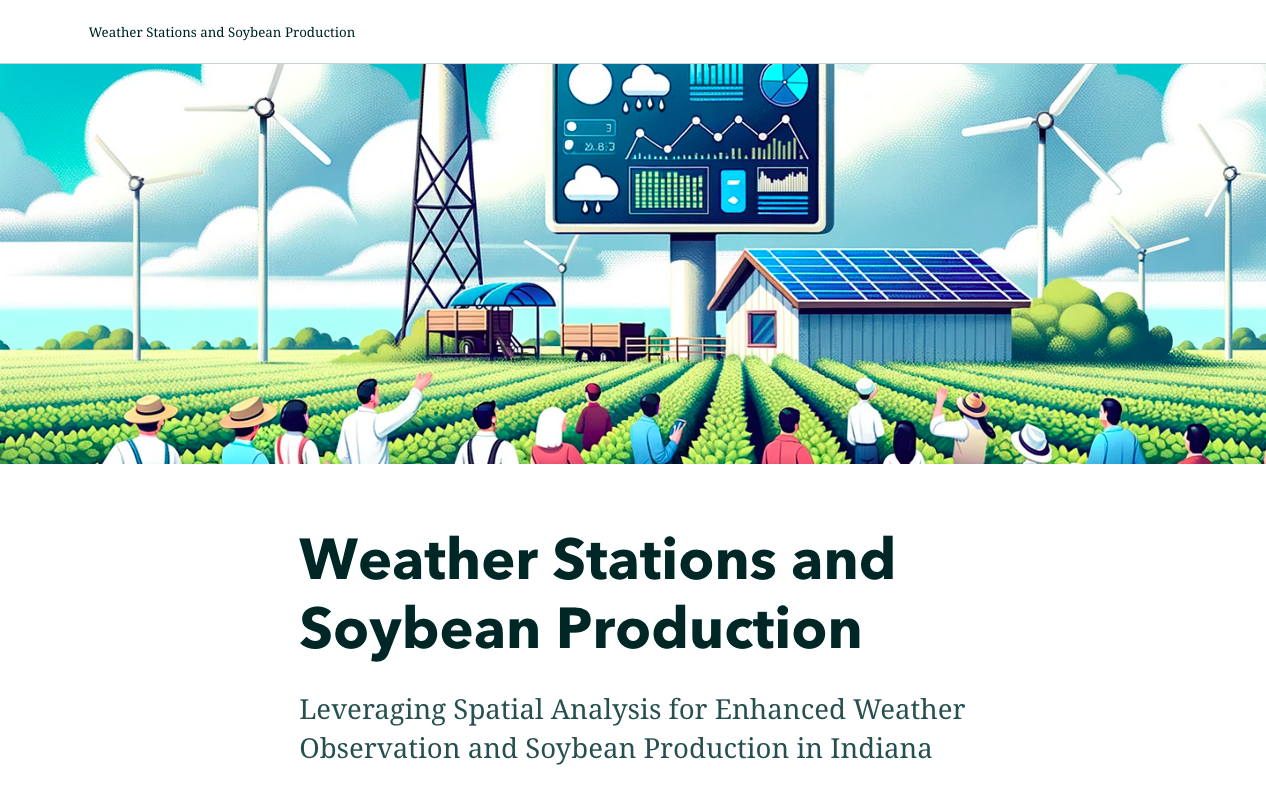 Weather Stations and Soybean Production
Weather Stations and
Soybean Production
Leveraging Spatial Analysis for Enhanced Weather
Observation and Soybean Production in Indiana